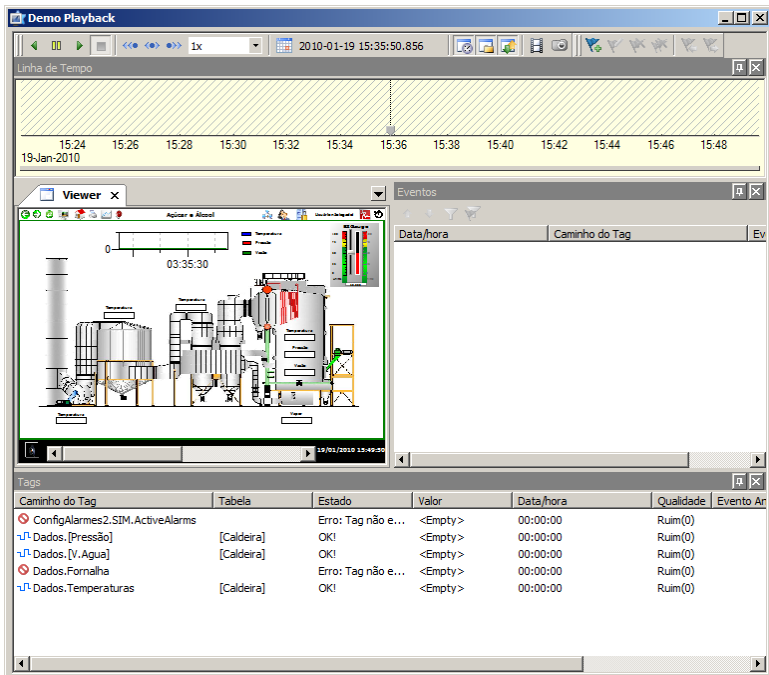 Demo Playback
1x 2010-01-19 15:35:50.856
Linha de Tempo
15:24 15:26 15:28 15:30 15:32 15:34 15:36 15:38 15:40 15:42 15:44 15:46 15:48
19-Jan-2010
Viewer
Açúcar e Álcool
Temperatura
Pressão
Vazão
0
03:35:30
Temperatura
Temperatura
Temperatura
Pressão
Vazão
Temperatura
Vapor
19/01/2010 15:49:50
Eventos
Data/hora Caminho do Tag Ev
Tags
Caminho do Tag Tabela Estado Valor Data/hora Qualidade Evento An
ConfigAlarmes2.SIM.ActiveAlarms Erro: Tag não e... <Empty> 00:00:00 Ruim(0)
Dados.[Pressão] [Caldeira] OK! <Empty> 00:00:00 Ruim(0)
Dados.[V.Agua] [Caldeira] OK! <Empty> 00:00:00 Ruim(0)
Dados.Fornalha Erro: Tag não e... <Empty> 00:00:00 Ruim(0)
Dados.Temperaturas [Caldeira] OK! <Empty> 00:00:00 Ruim(0)